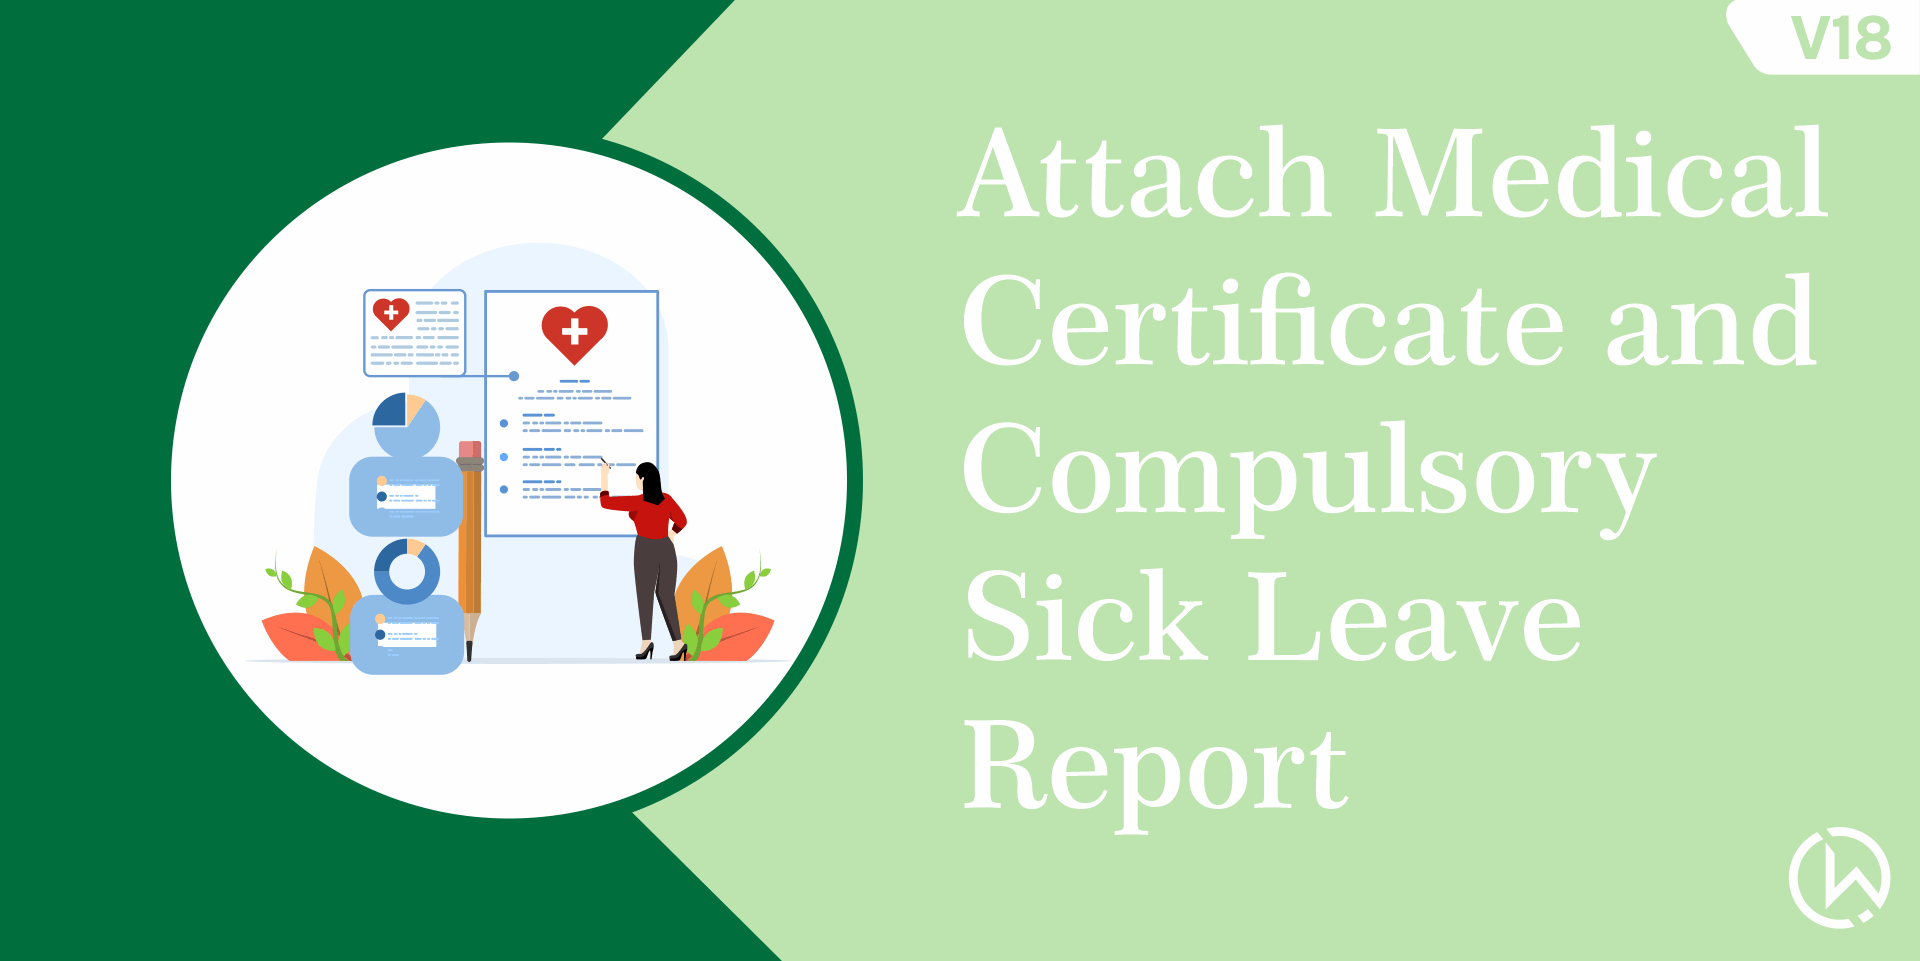 V18
Attach Medical
Certificate and
Compulsory
Sick Leave
Report